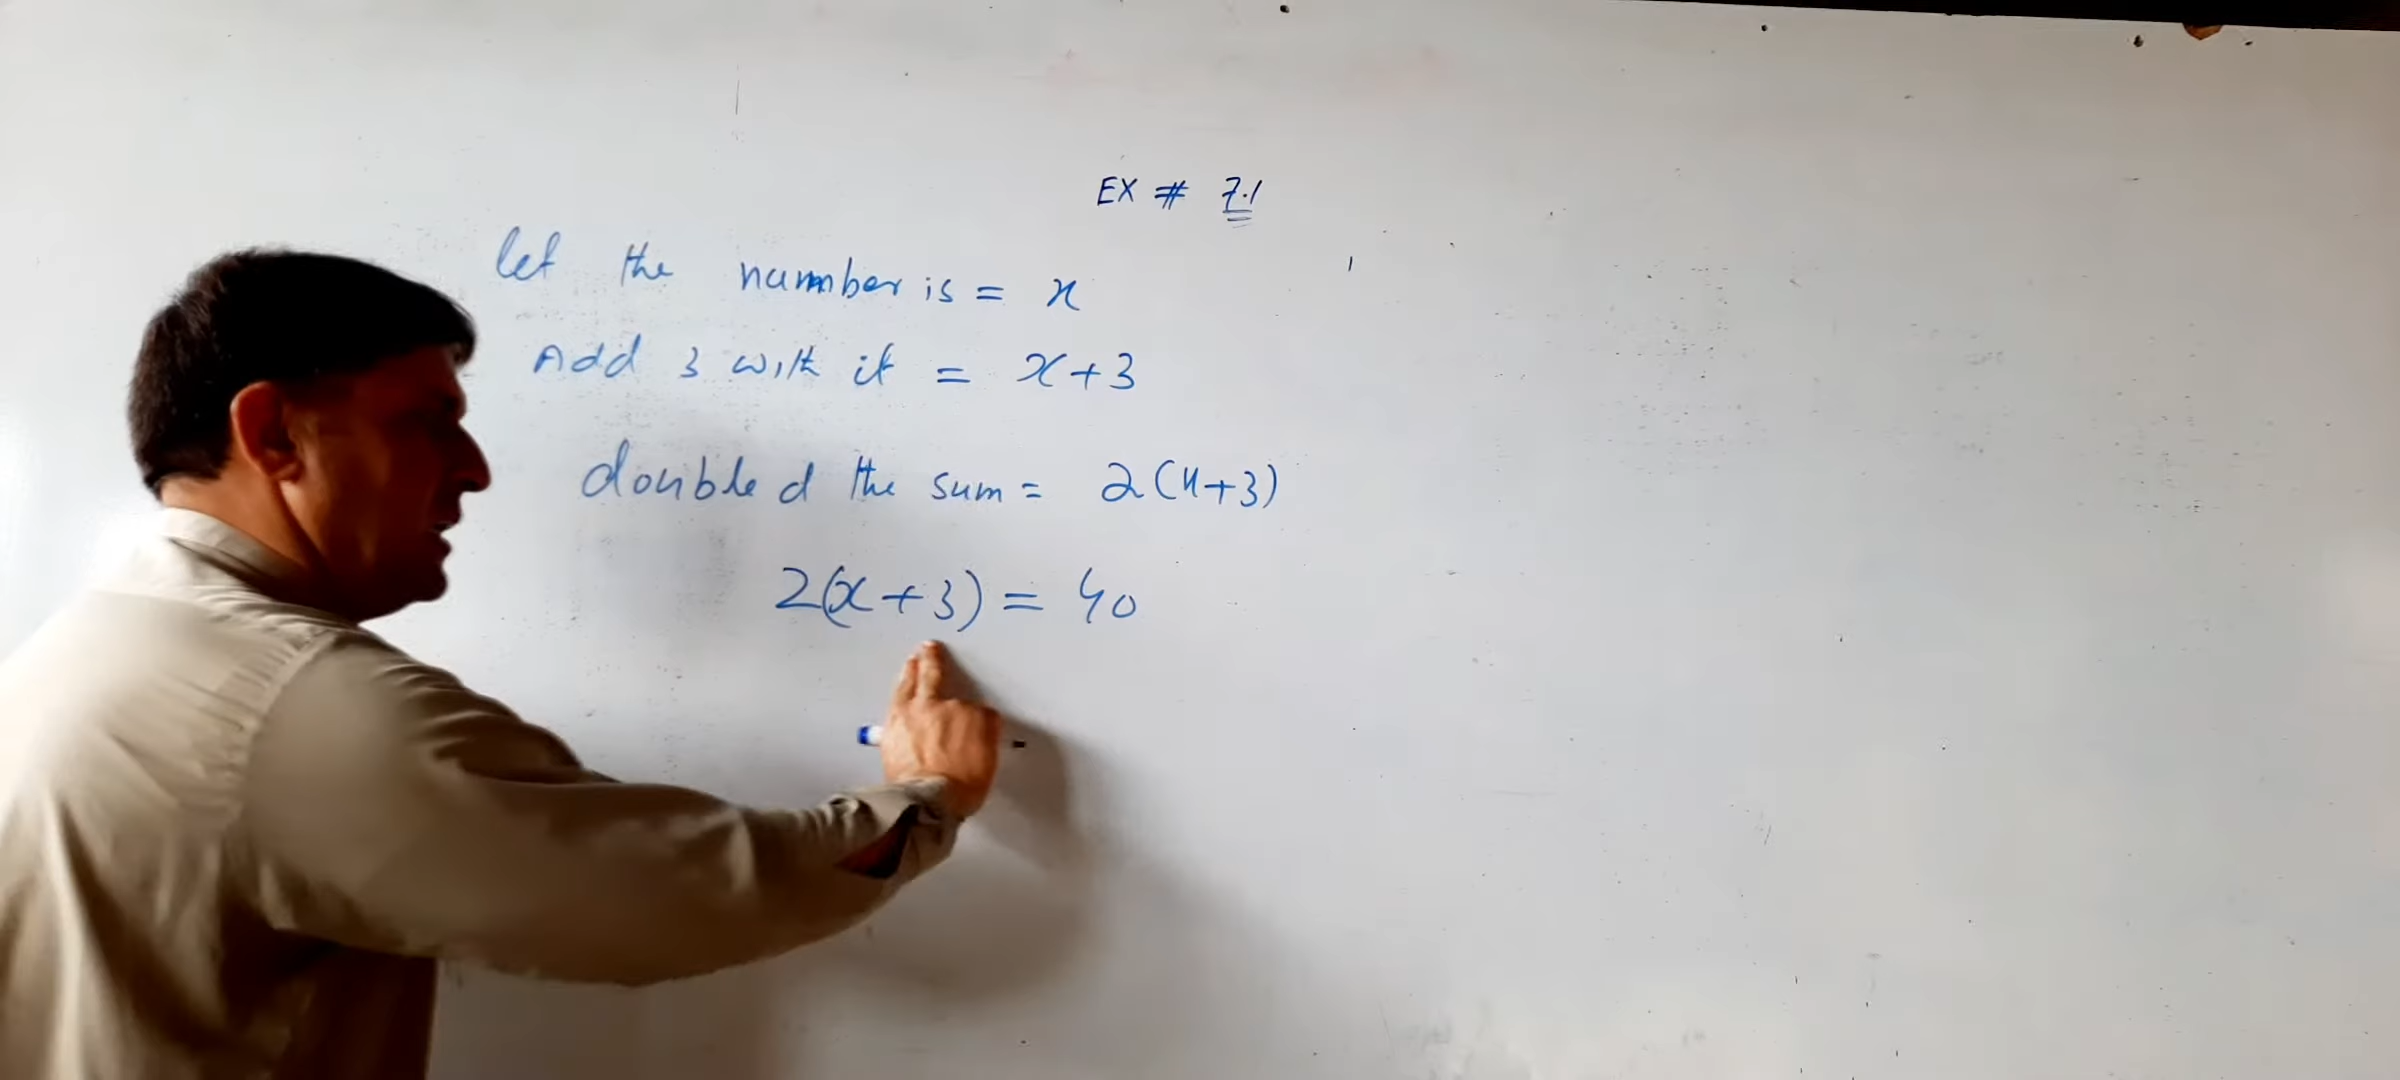 EX # 7.1
let the number is = x
Add 3 with it = x+3
doubled the sum = 2(x+3)
2(x+3) = 40